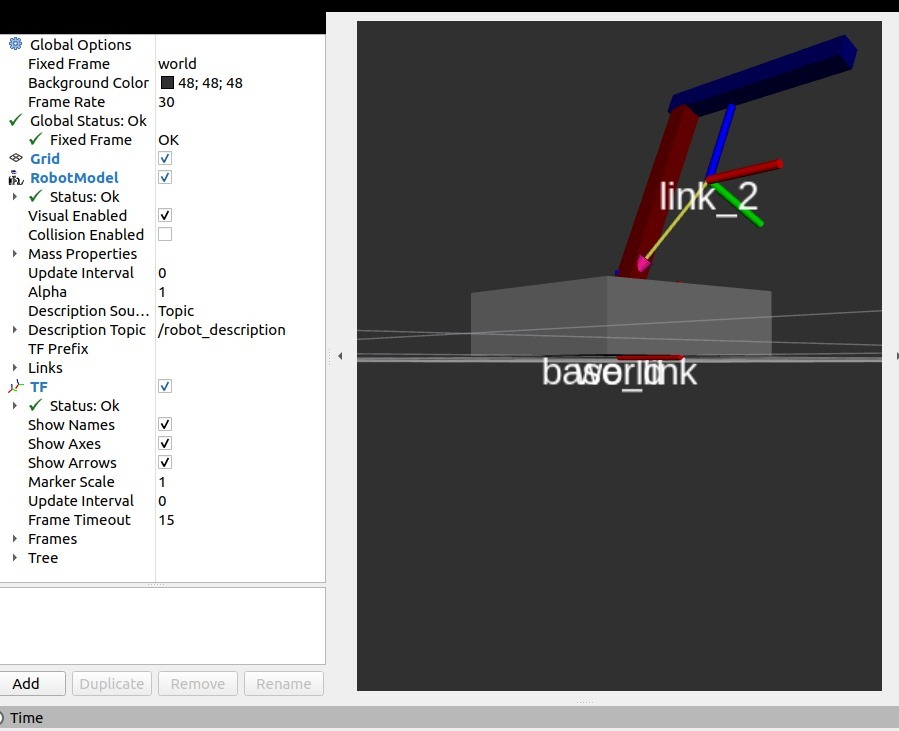 Global Options
Fixed Frame world
Background Color 48; 48; 48
Frame Rate 30
Global Status: Ok
Fixed Frame OK
Grid
RobotModel
Status: Ok
Visual Enabled
Collision Enabled
Mass Properties
Update Interval 0
Alpha 1
Description Sou... Topic
Description Topic /robot_description
TF Prefix
Links
TF
Status: Ok
Show Names
Show Axes
Show Arrows
Marker Scale 1
Update Interval 0
Frame Timeout 15
Frames
Tree
Add Duplicate Remove Rename
Time
link_2
base_link
world